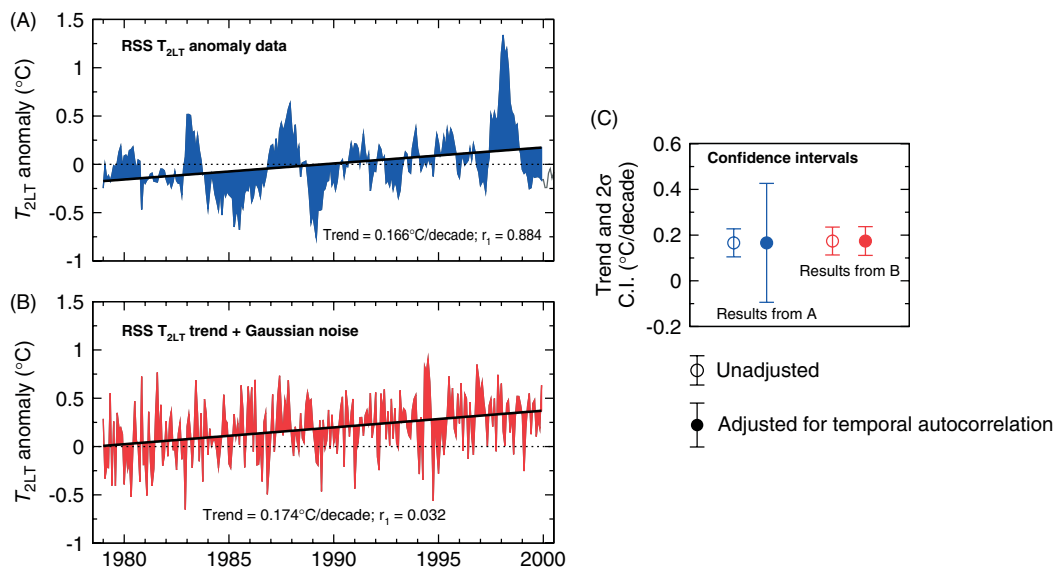 (A)
1.5
1
0.5
0
-0.5
-1
T2LT anomaly (°C)
RSS T2LT anomaly data
Trend = 0.166°C/decade; r1 = 0.884
(B)
1.5
1
0.5
0
-0.5
-1
T2LT anomaly (°C)
RSS T2LT trend + Gaussian noise
Trend = 0.174°C/decade; r1 = 0.032
1980 1985 1990 1995 2000
(C)
0.6
0.4
0.2
0
-0.2
Trend and 2σ
C.I. (°C/decade)
Confidence intervals
Results from B
Results from A
Unadjusted
Adjusted for temporal autocorrelation